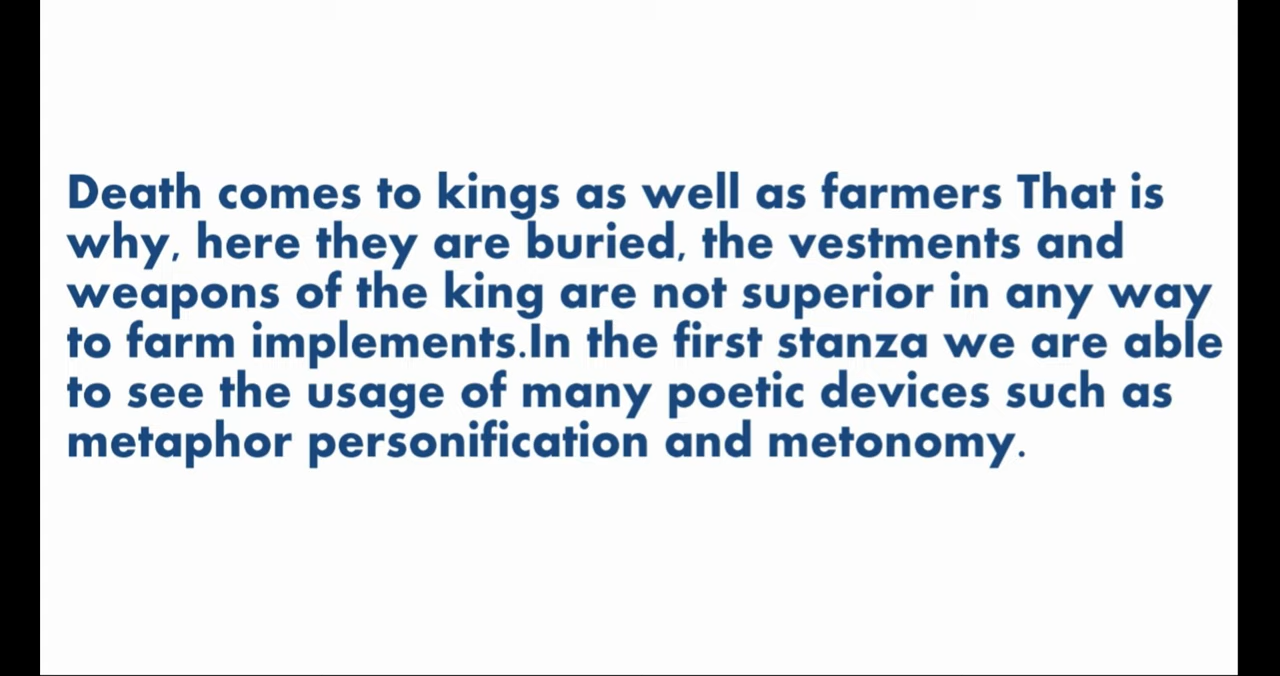 Death comes to kings as well as farmers That is
why, here they are buried, the vestments and
weapons of the king are not superior in any way
to farm implements.In the first stanza we are able
to see the usage of many poetic devices such as
metaphor personification and metonomy.